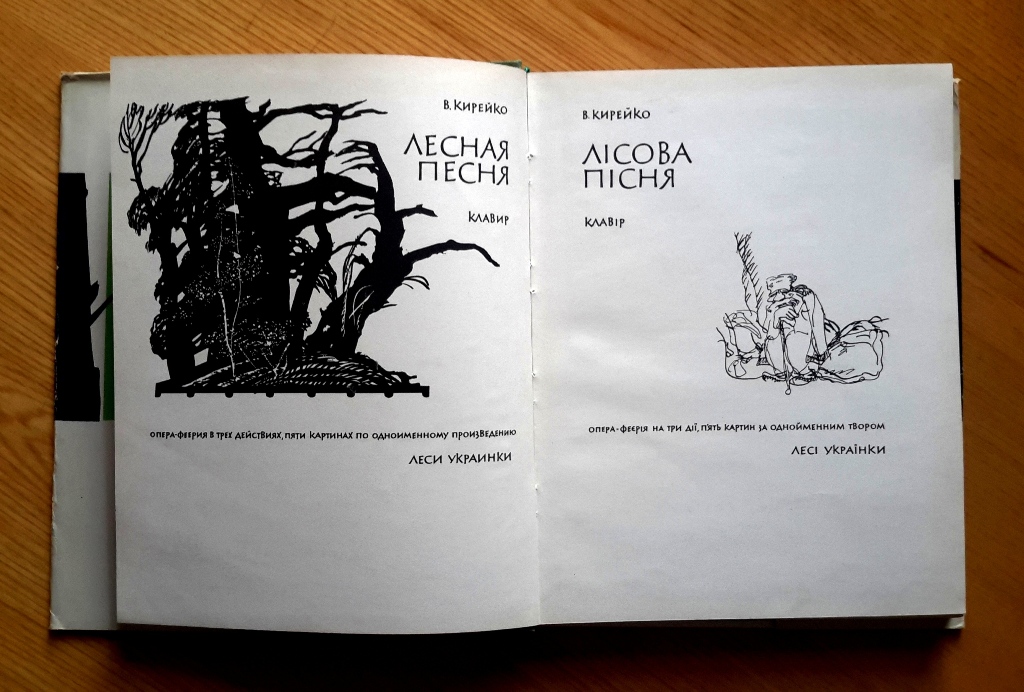 В. КИРЕЙКО
ЛЕСНАЯ
ПЕСНЯ
КЛАВИР
ОПЕРА-ФЕЕРИЯ В ТРЕХ ДЕЙСТВИЯХ, ПЯТИ КАРТИНАХ ПО ОДНОИМЕННОМУ ПРОИЗВЕДЕНИЮ
ЛЕСИ УКРАИНКИ
В. КИРЕЙКО
ЛІСОВА
ПІСНЯ
КЛАВІР
ОПЕРА-ФЕЄРІЯ НА ТРИ ДІЇ, П'ЯТЬ КАРТИН ЗА ОДНОЙМЕННИМ ТВОРОМ
ЛЕСІ УКРАЇНКИ